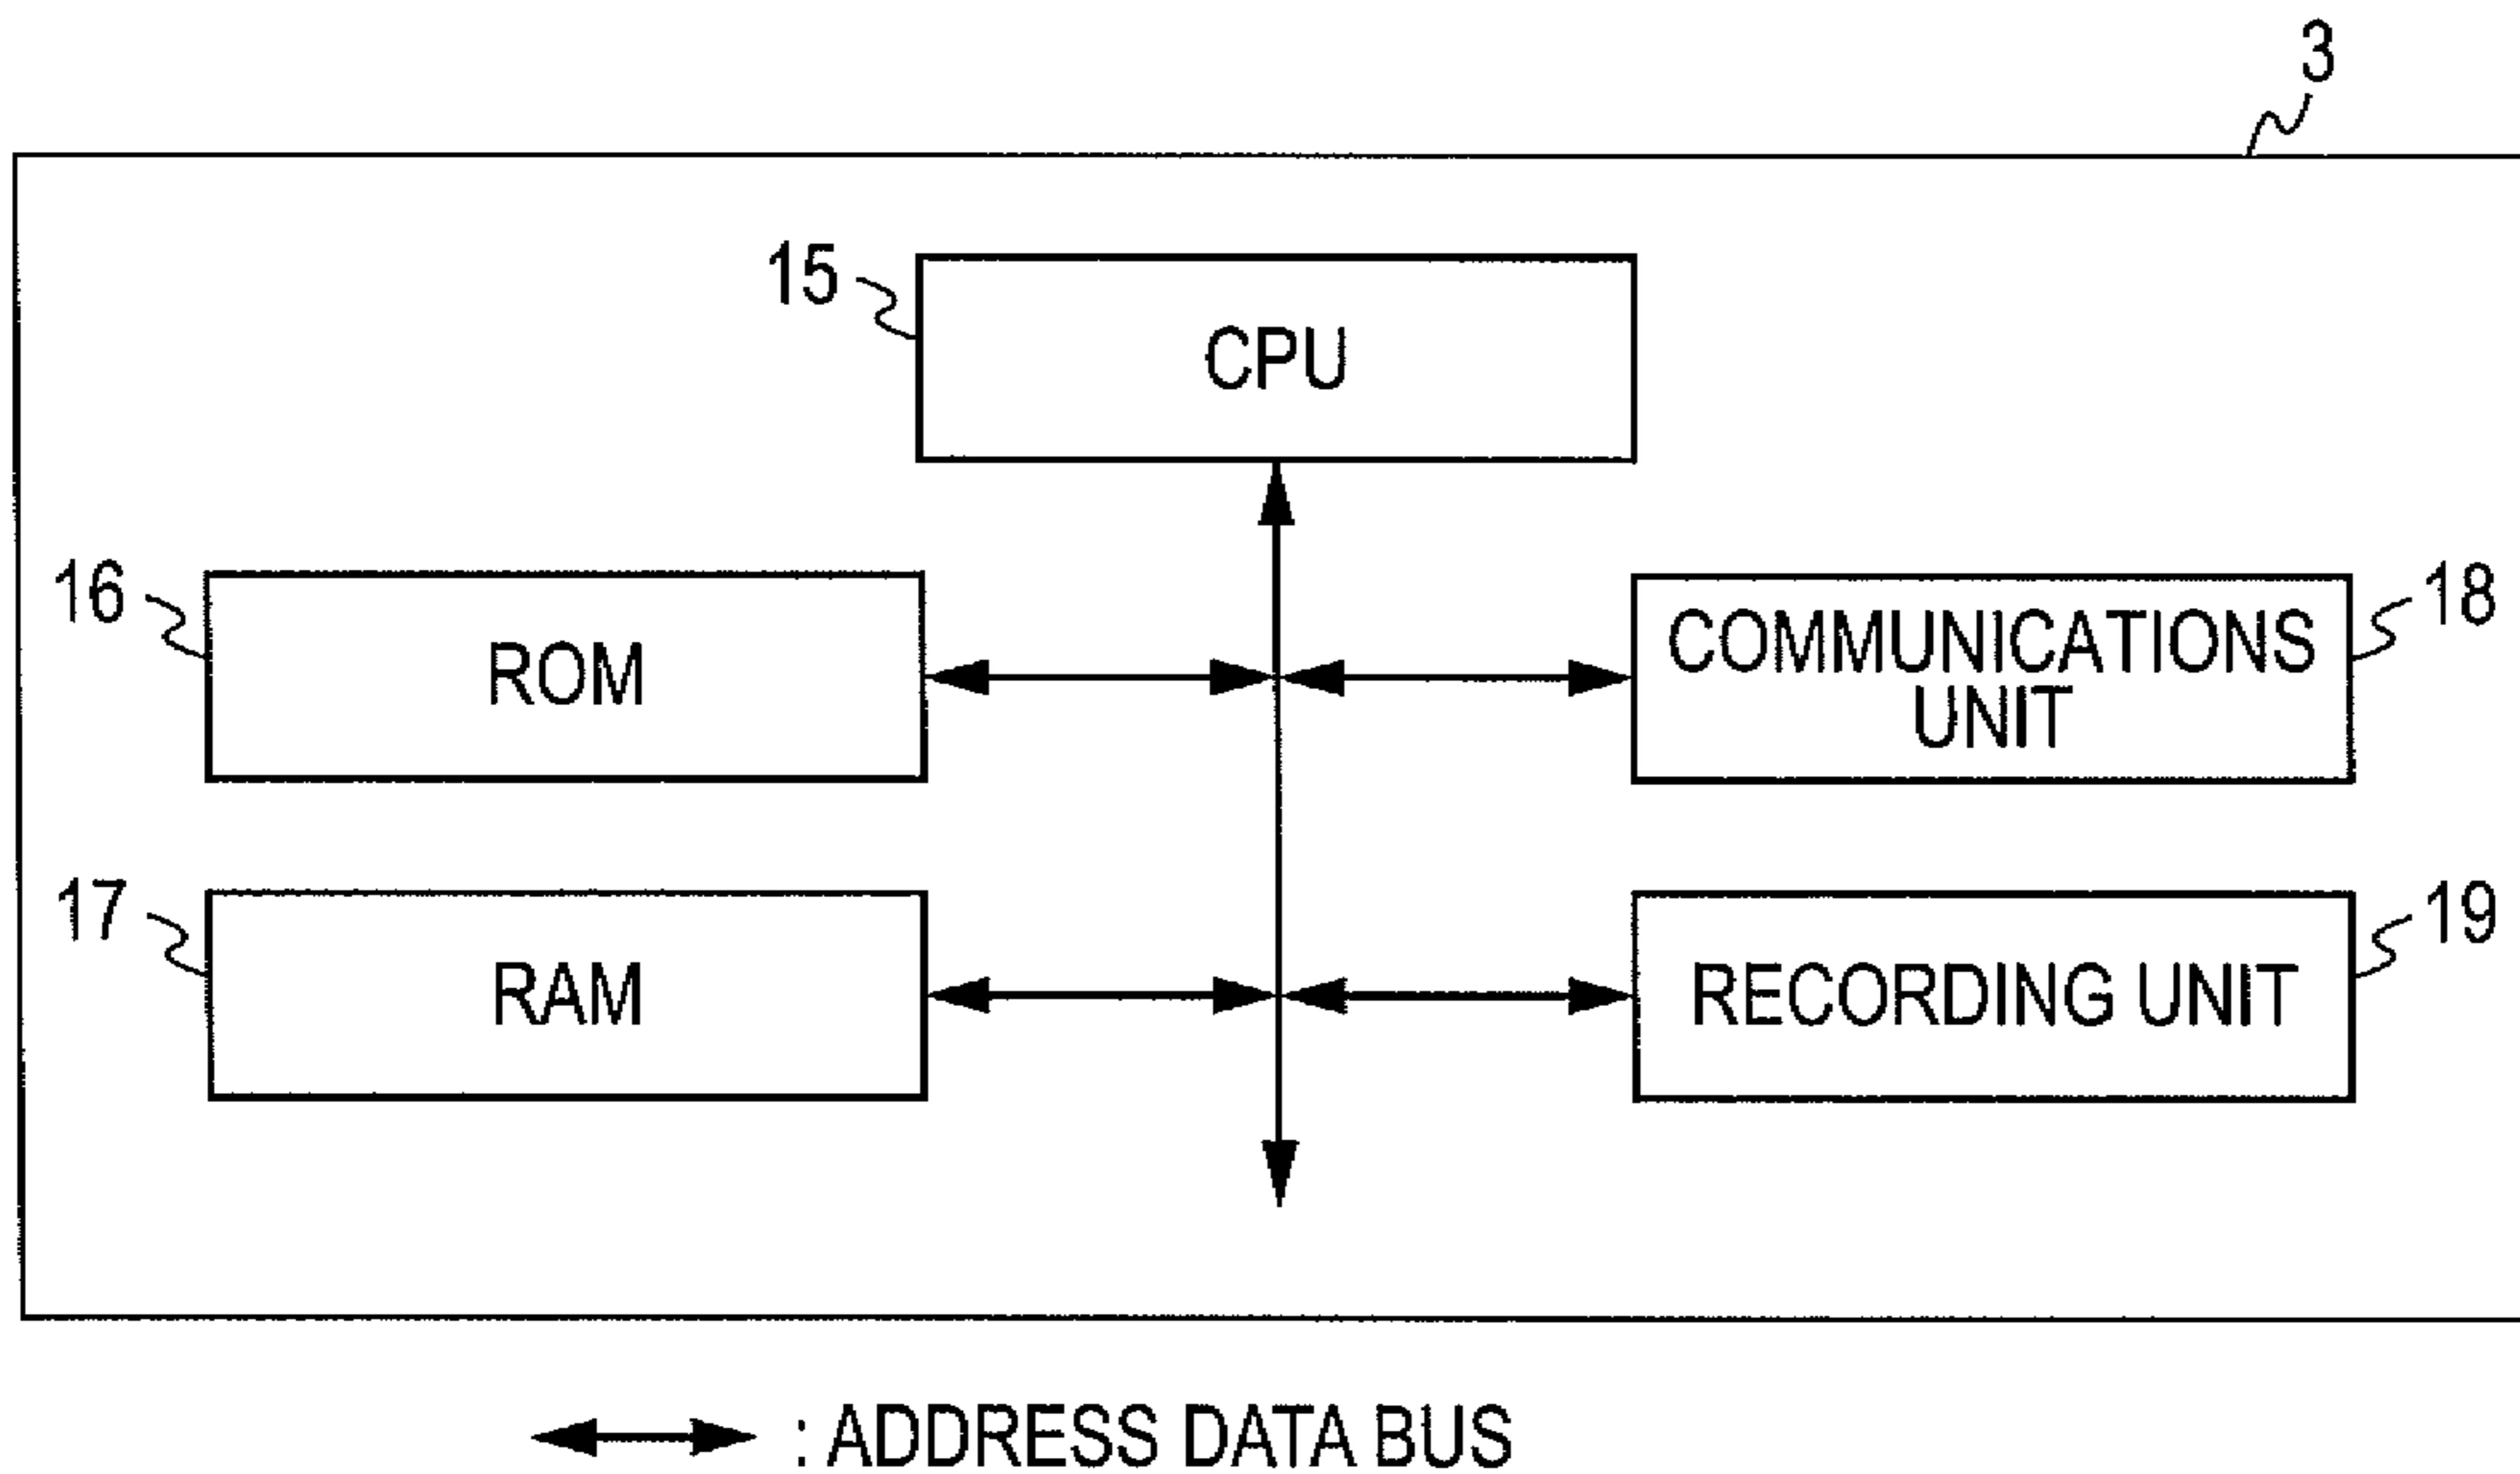 3
15
CPU
16
ROM
COMMUNICATIONS
UNIT
18
17
RAM
RECORDING UNIT
19
: ADDRESS DATA BUS